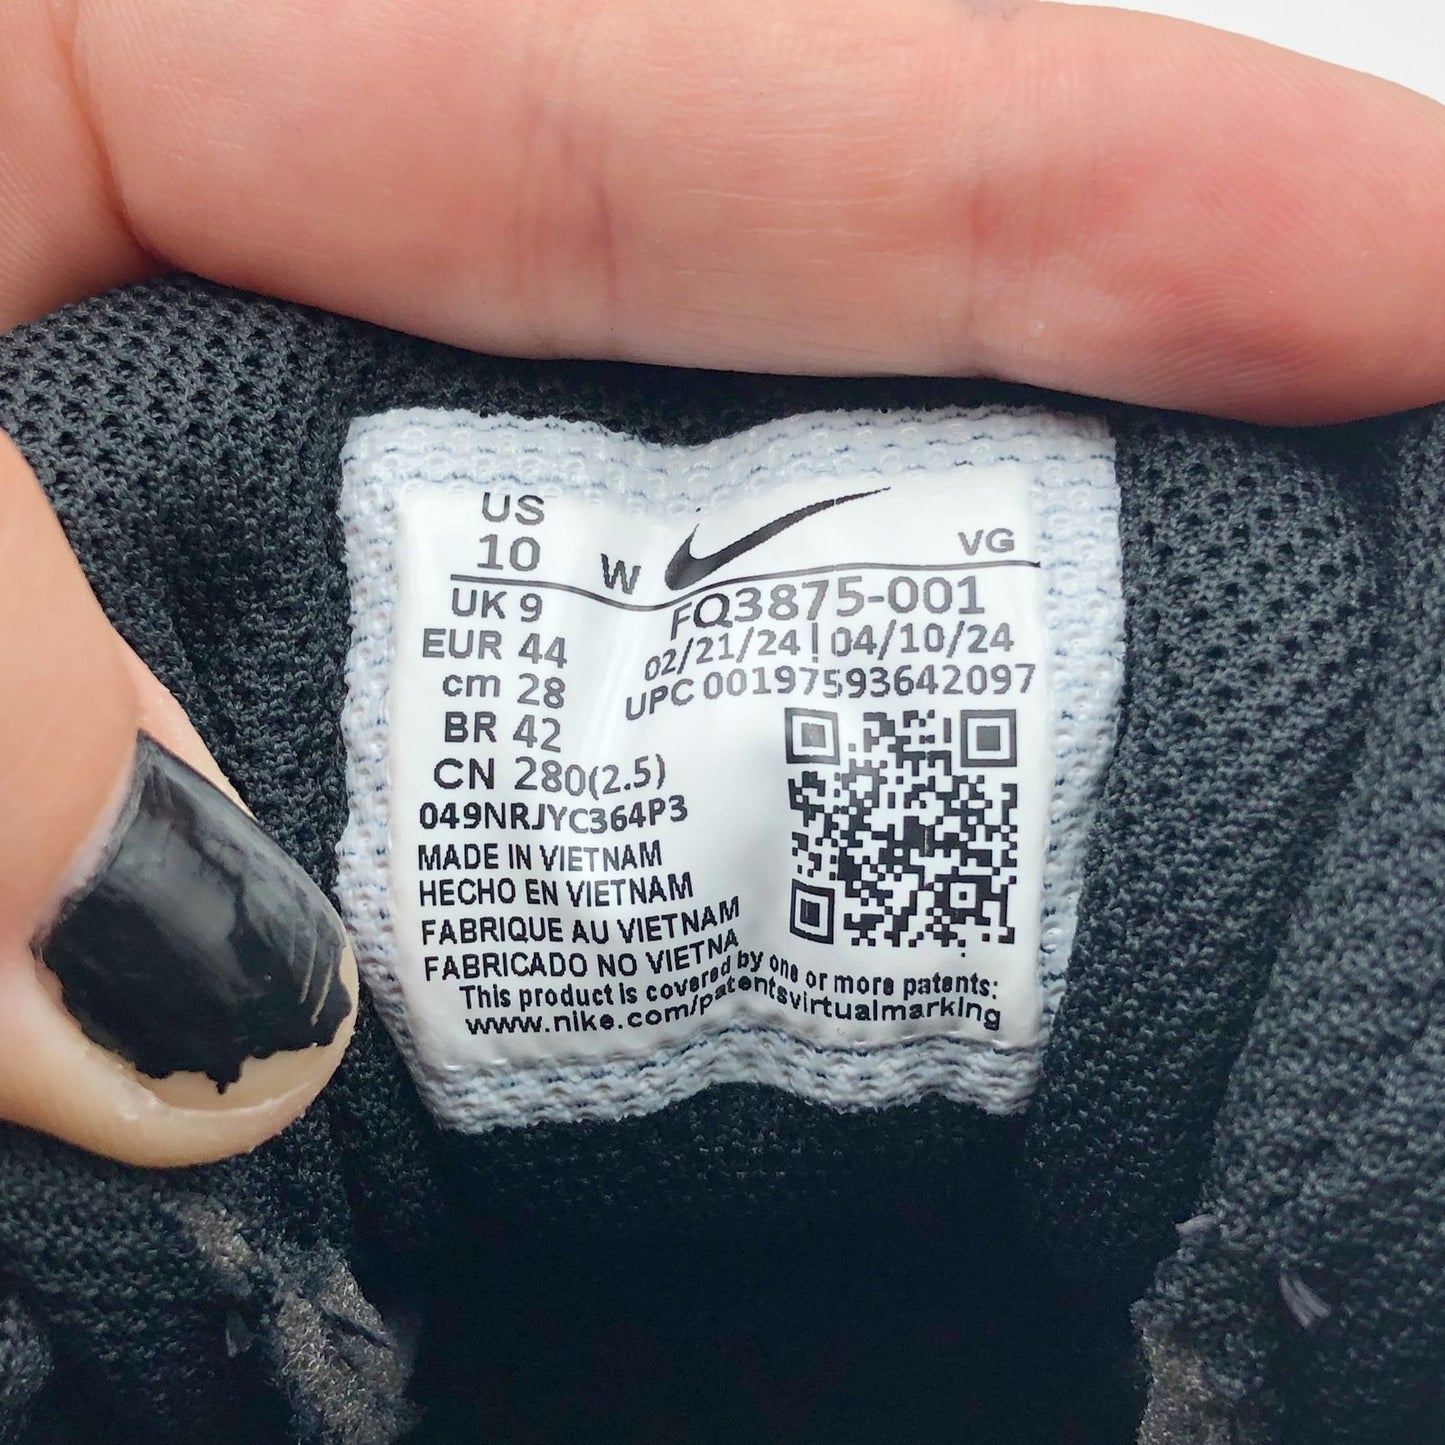 US
10 W
VG
UK 9
EUR 44
cm 28
BR 42
CN 280(2.5)
FQ3875-001
02/21/24 | 04/10/24
UPC 00197593642097
049NRJYC364P3
MADE IN VIETNAM
HECHO EN VIETNAM
FABRIQUE AU VIETNAM
FABRICADO NO VIETNA
This product is covered by one or more patents:
www.nike.com/patentsvirtualmarking